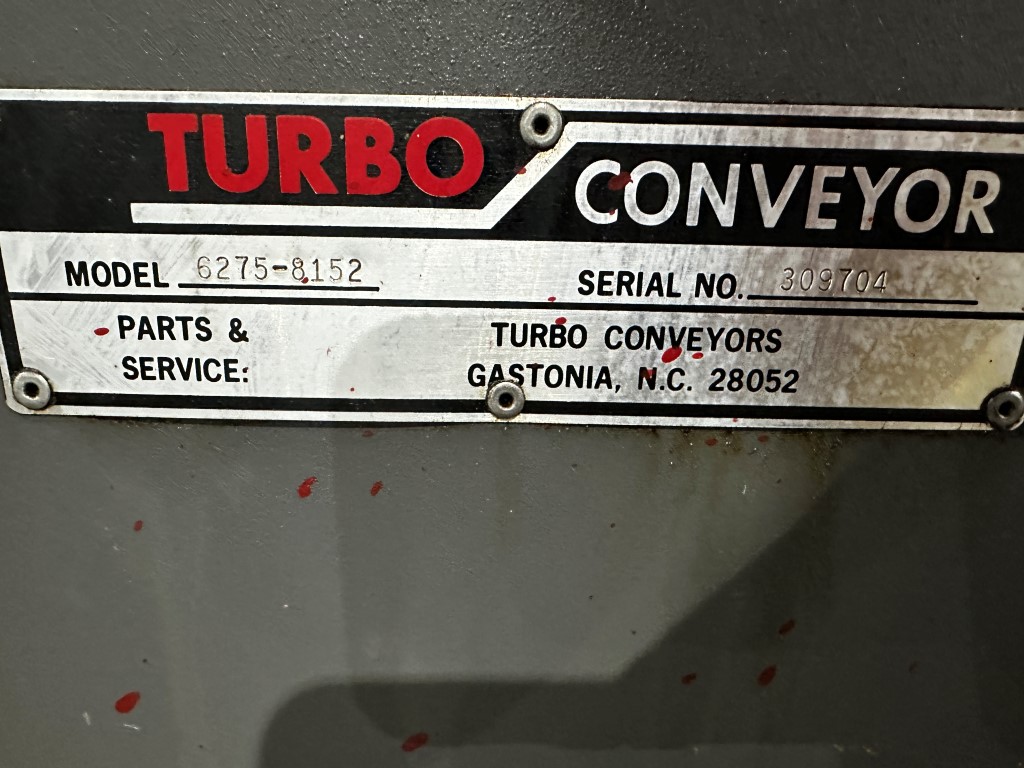 TURBO CONVEYOR
MODEL 6275-8152 SERIAL NO. 309704
PARTS & TURBO CONVEYORS
SERVICE: GASTONIA, N.C. 28052